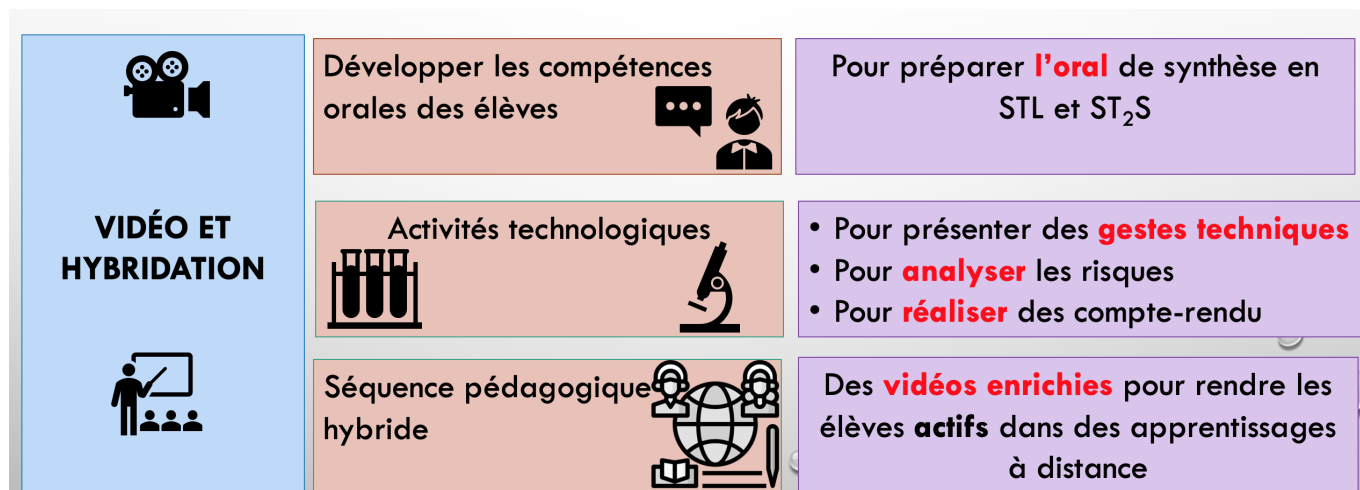 VIDÉO ET
HYBRIDATION
Développer les compétences
orales des élèves
Pour préparer l’oral de synthèse en
STL et ST₂S
Activités technologiques
• Pour présenter des gestes techniques
• Pour analyser les risques
• Pour réaliser des compte-rendu
Séquence pédagogique
hybride
Des vidéos enrichies pour rendre les
élèves actifs dans des apprentissages
à distance